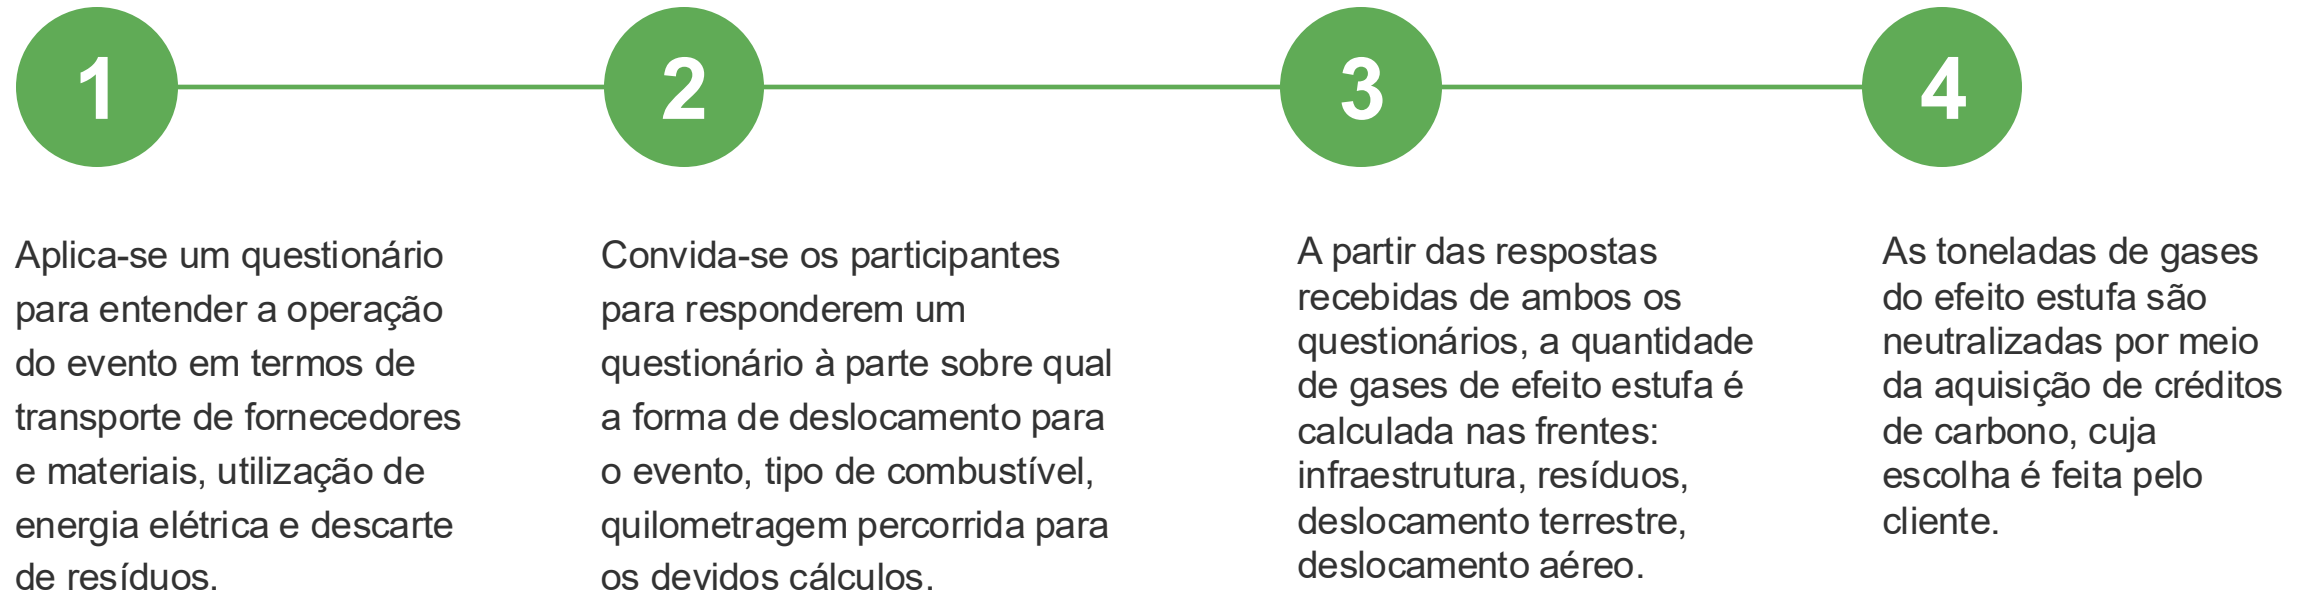 1
Aplica-se um questionário
para entender a operação
do evento em termos de
transporte de fornecedores
e materiais, utilização de
energia elétrica e descarte
de resíduos.
2
Convida-se os participantes
para responderem um
questionário à parte sobre qual
a forma de deslocamento para
o evento, tipo de combustível,
quilometragem percorrida para
os devidos cálculos.
3
A partir das respostas
recebidas de ambos os
questionários, a quantidade
de gases de efeito estufa é
calculada nas frentes:
infraestrutura, resíduos,
deslocamento terrestre,
deslocamento aéreo.
4
As toneladas de gases
do efeito estufa são
neutralizadas por meio
da aquisição de créditos
de carbono, cuja
escolha é feita pelo
cliente.